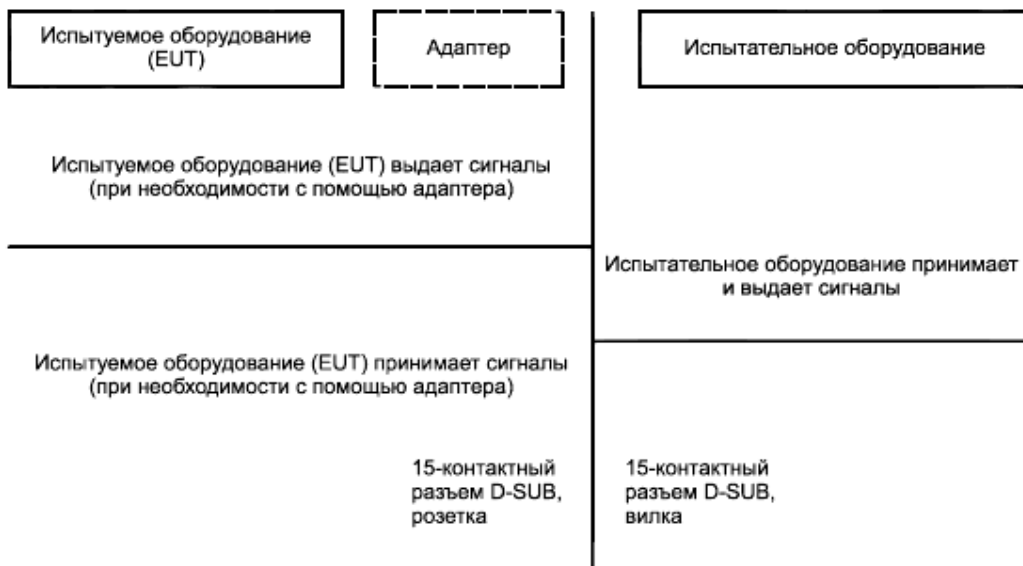 Испытуемое оборудование
(EUT)
Адаптер
Испытательное оборудование
Испытуемое оборудование (EUT) выдает сигналы
(при необходимости с помощью адаптера)
Испытательное оборудование принимает
и выдает сигналы
Испытуемое оборудование (EUT) принимает сигналы
(при необходимости с помощью адаптера)
15-контактный
разъем D-SUB,
розетка
15-контактный
разъем D-SUB,
вилка